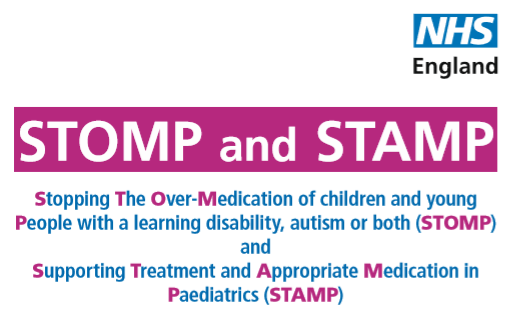 NHS
England
STOMP and STAMP
Stopping The Over-Medication of children and young
People with a learning disability, autism or both (STOMP)
and
Supporting Treatment and Appropriate Medication in
Paediatrics (STAMP)